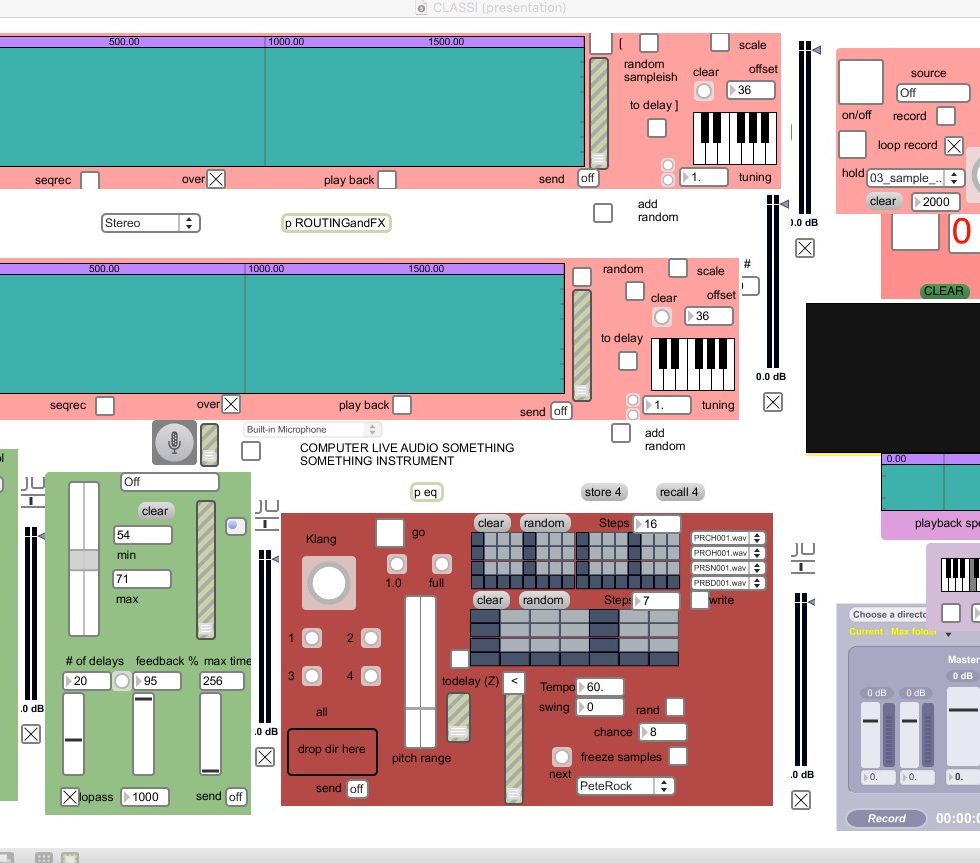 CLASSI (presentation)
500.00 1000.00 1500.00
[
scale
random
sampleish
clear
offset
36
to delay ]
1.
tuning
seqrec
over
play back
send
off
add
random
Stereo
p ROUTINGandFX
source
Off
on/off
record
loop record
hold
03_sample_..
clear
2000
0
CLEAR
500.00 1000.00 1500.00
random
scale
#
clear
offset
36
to delay
1.
tuning
seqrec
over
play back
send
off
add
random
0.0 dB
Built-in Microphone
COMPUTER LIVE AUDIO SOMETHING
SOMETHING INSTRUMENT
p eq
store 4
recall 4
0.00
playback spe
Off
clear
54
min
71
max
# of delays
feedback %
max time
20
95
256
lopass
1000
send
off
.0 dB
.0 dB
Klang
go
1.0
full
1
2
3
4
all
drop dir here
send
off
pitch range
clear
random
Steps
16
PRCH001.wav
PROH001.wav
PRSN001.wav
PRBD001.wav
clear
random
Steps
7
write
todelay (Z)
<
Tempo
60.
swing
0
rand
chance
8
freeze samples
next
PeteRock
.0 dB
Choose a directo
Current
Max folde
Master
0 dB
0 dB
0 dB
0.
0.
0.
Record
00:00:0